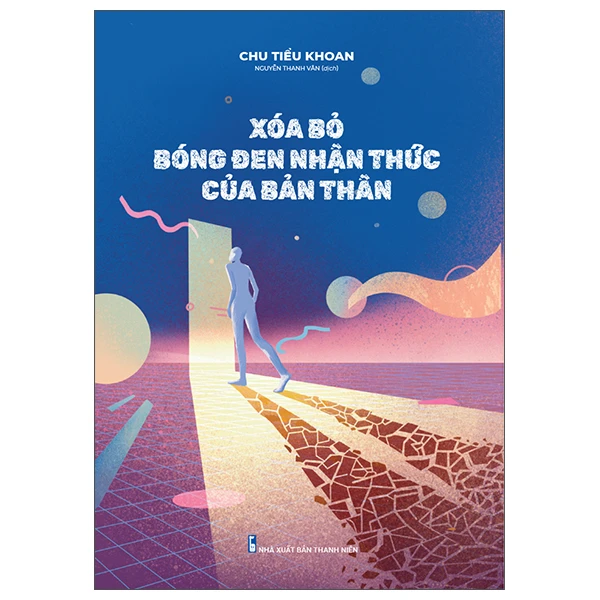 CHU TIỂU KHOAN
NGUYỄN THANH VÂN (dịch)
XÓA BỎ
BÓNG ĐEN NHẬN THỨC
CỦA BẢN THÂN
NHÀ XUẤT BẢN THANH NIÊN